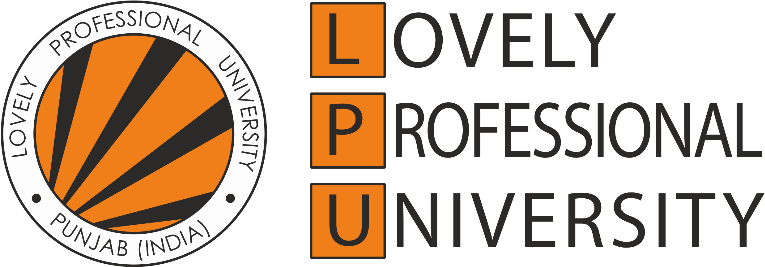 LOVELY PROFESSIONAL UNIVERSITY
• PUNJAB (INDIA) •
LOVELY
PROFESSIONAL
UNIVERSITY